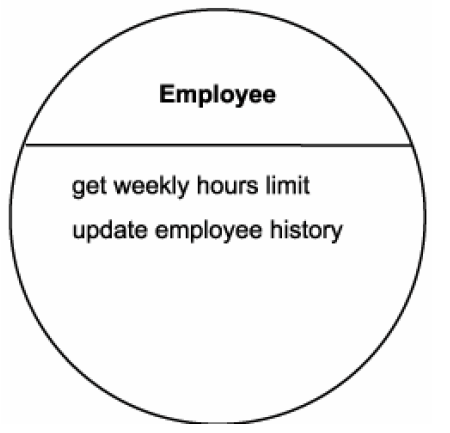 Employee
get weekly hours limit
update employee history